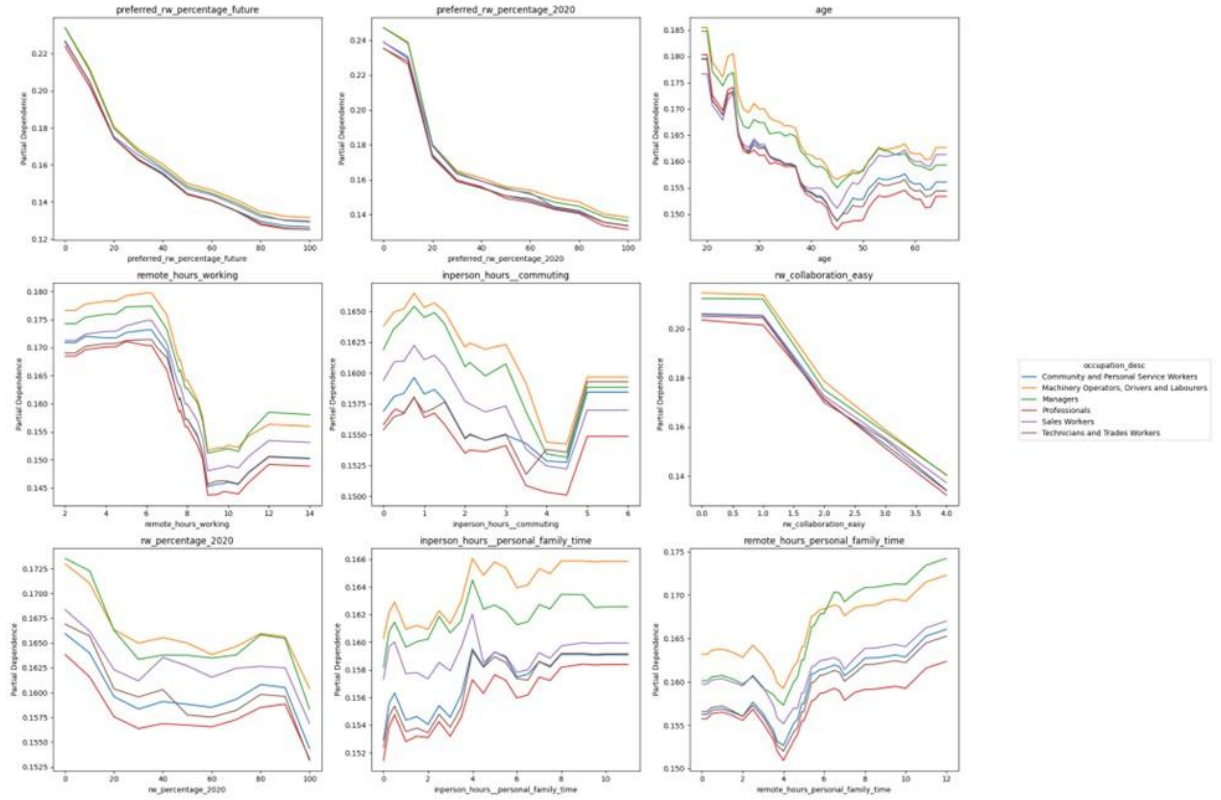 preferred_rw_percentage_future
0.22
0.20
0.18
0.16
0.14
0.12
Partial Dependence
0 20 40 60 80 100
preferred_rw_percentage_future
preferred_rw_percentage_2020
0.24
0.22
0.20
0.18
0.16
0.14
Partial Dependence
0 20 40 60 80 100
preferred_rw_percentage_2020
age
0.185
0.180
0.175
0.170
0.165
0.160
0.155
0.150
Partial Dependence
20 30 40 50 60
age
remote_hours_working
0.180
0.175
0.170
0.165
0.160
0.155
0.150
0.145
Partial Dependence
2 4 6 8 10 12 14
remote_hours_working
inperson_hours__commuting
0.1650
0.1600
0.1550
0.1500
Partial Dependence
0 1 2 3 4 5 6
inperson_hours__commuting
rw_collaboration_easy
0.20
0.18
0.16
0.14
Partial Dependence
0.0 0.5 1.0 1.5 2.0 2.5 3.0 3.5 4.0
rw_collaboration_easy
occupation_desc
Community and Personal Service Workers
Machinery Operators, Drivers and Labourers
Managers
Professionals
Sales Workers
Technicians and Trades Workers
rw_percentage_2020
0.1725
0.1700
0.1675
0.1650
0.1625
0.1600
0.1575
0.1550
0.1525
Partial Dependence
0 20 40 60 80 100
rw_percentage_2020
inperson_hours__personal_family_time
0.166
0.164
0.162
0.160
0.158
0.156
0.154
0.152
Partial Dependence
0 2 4 6 8 10
inperson_hours__personal_family_time
remote_hours_personal_family_time
0.175
0.170
0.165
0.160
0.155
0.150
Partial Dependence
0 2 4 6 8 10 12
remote_hours_personal_family_time